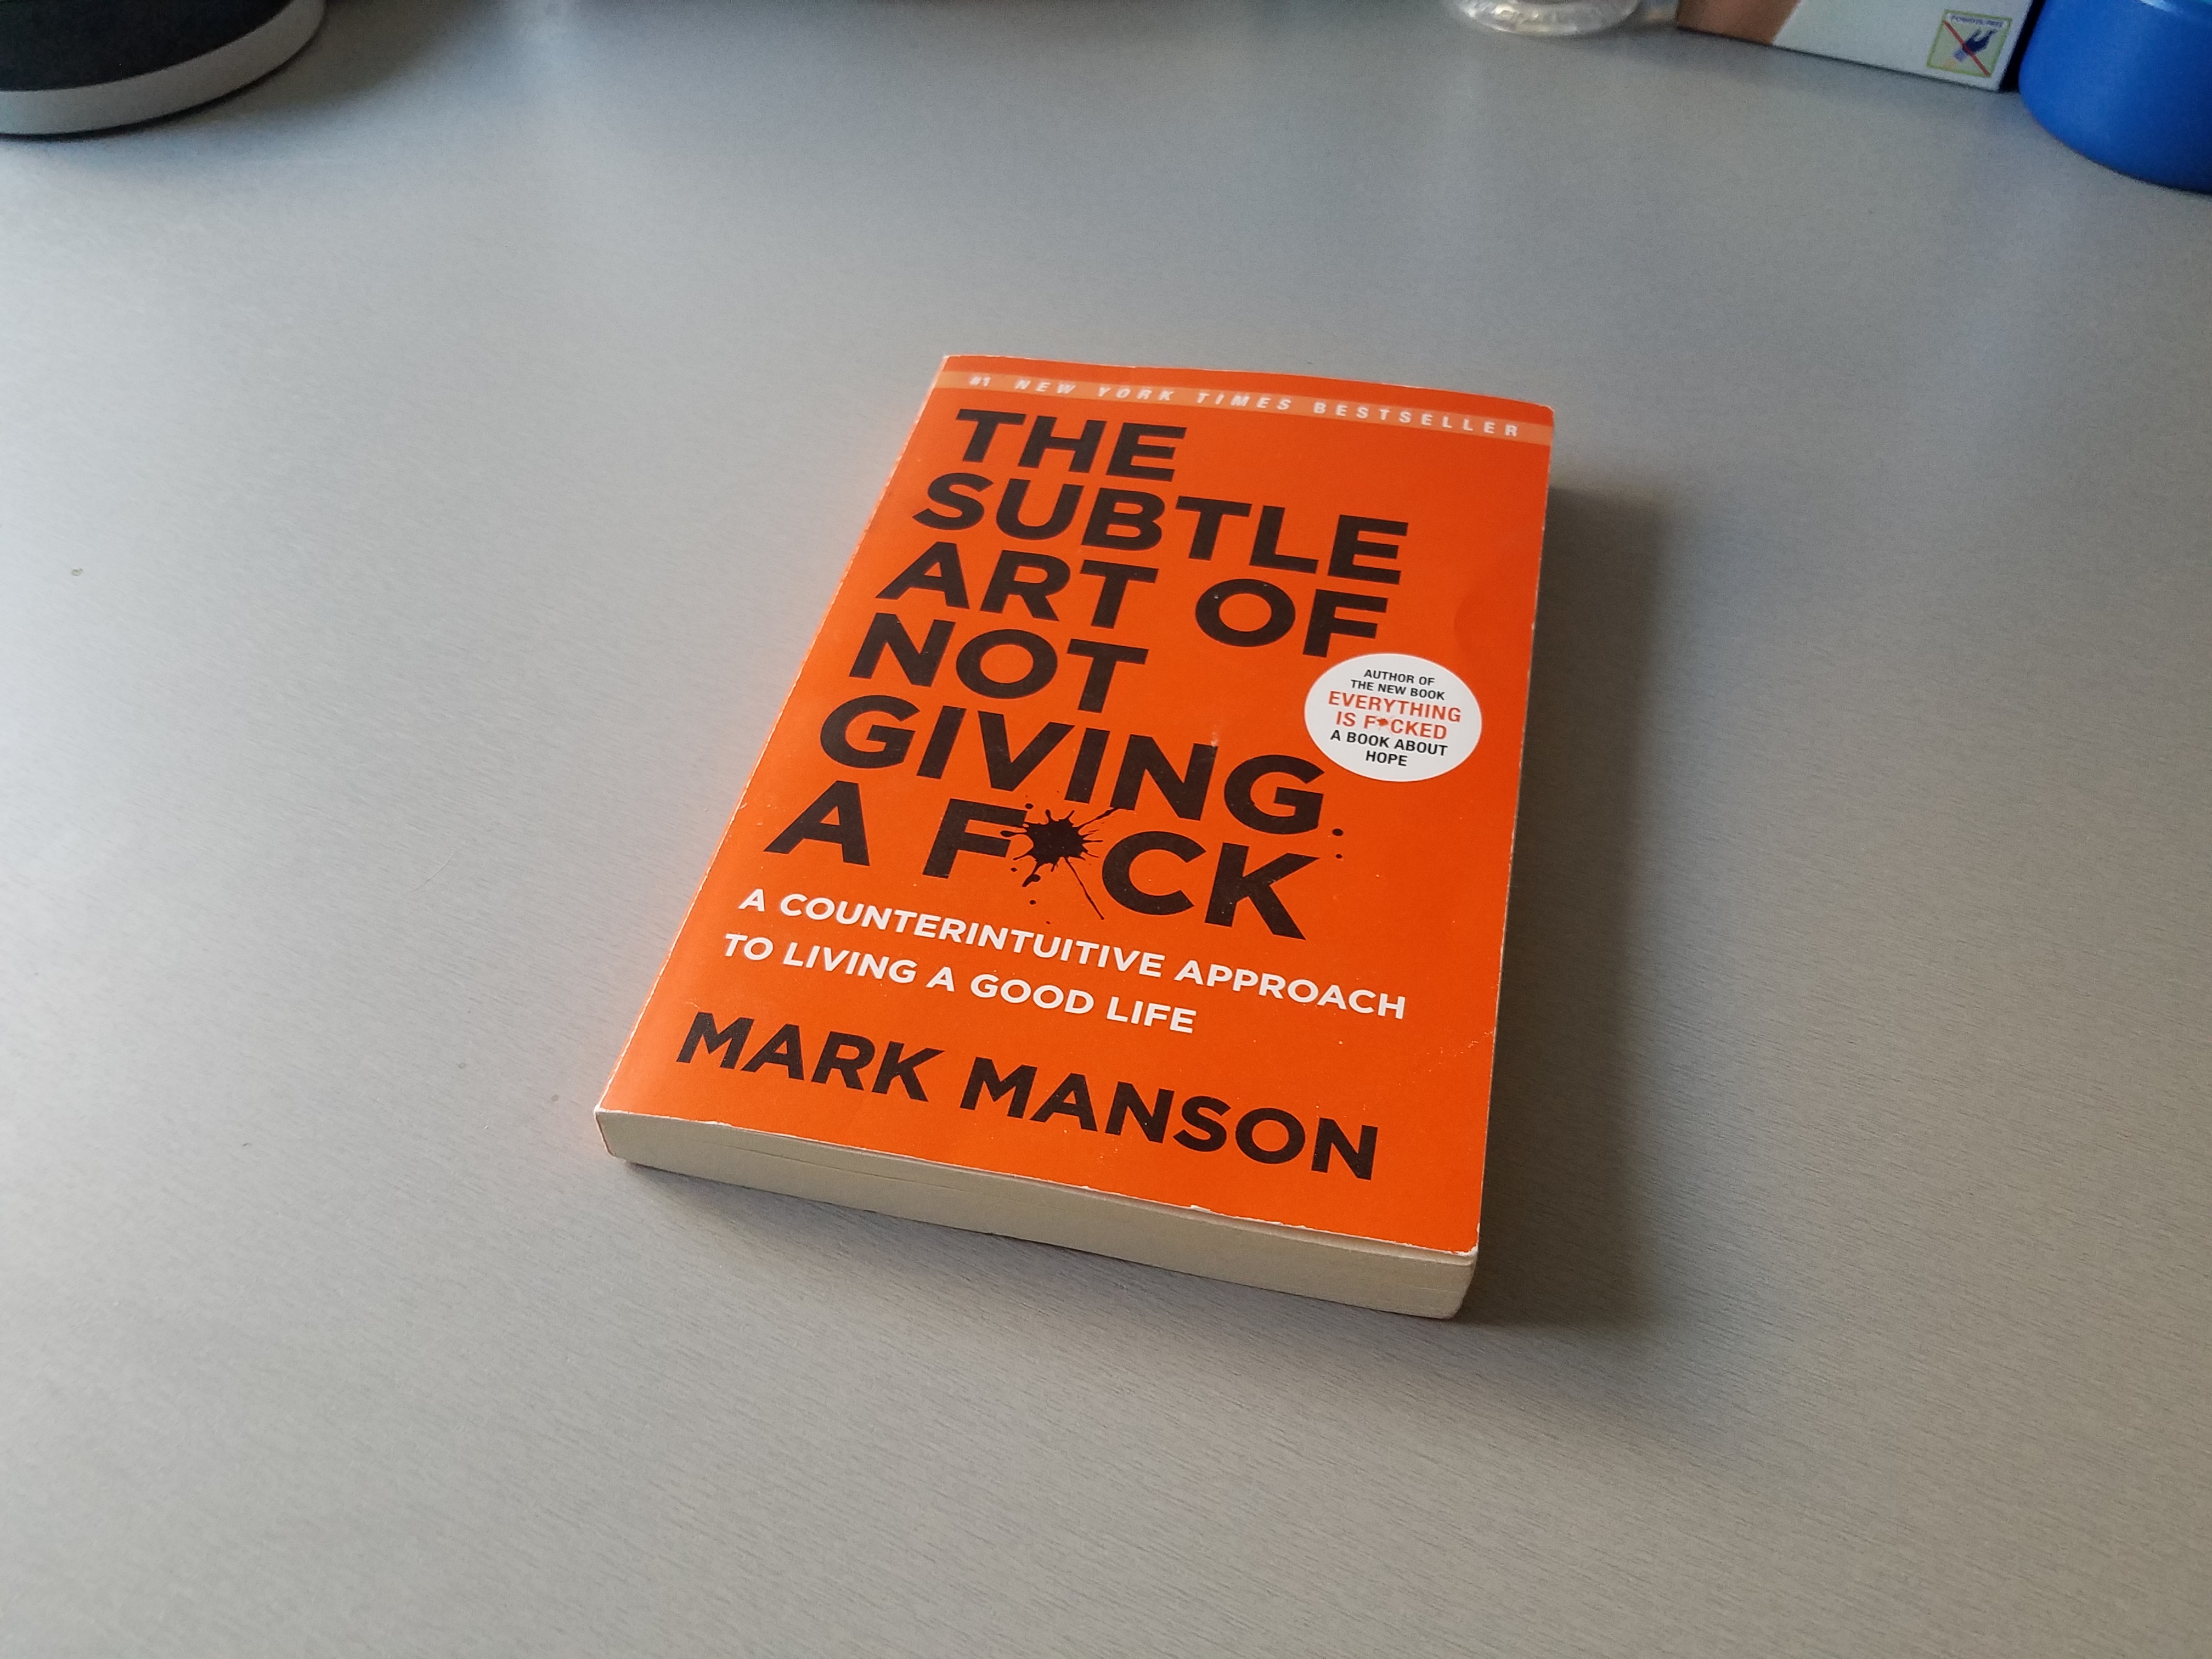 #1 NEW YORK TIMES BESTSELLER
THE
SUBTLE
ART OF
NOT
GIVING
A F*CK
AUTHOR OF
THE NEW BOOK
EVERYTHING
IS F*CKED
A BOOK ABOUT
HOPE
A COUNTERINTUITIVE APPROACH
TO LIVING A GOOD LIFE
MARK MANSON